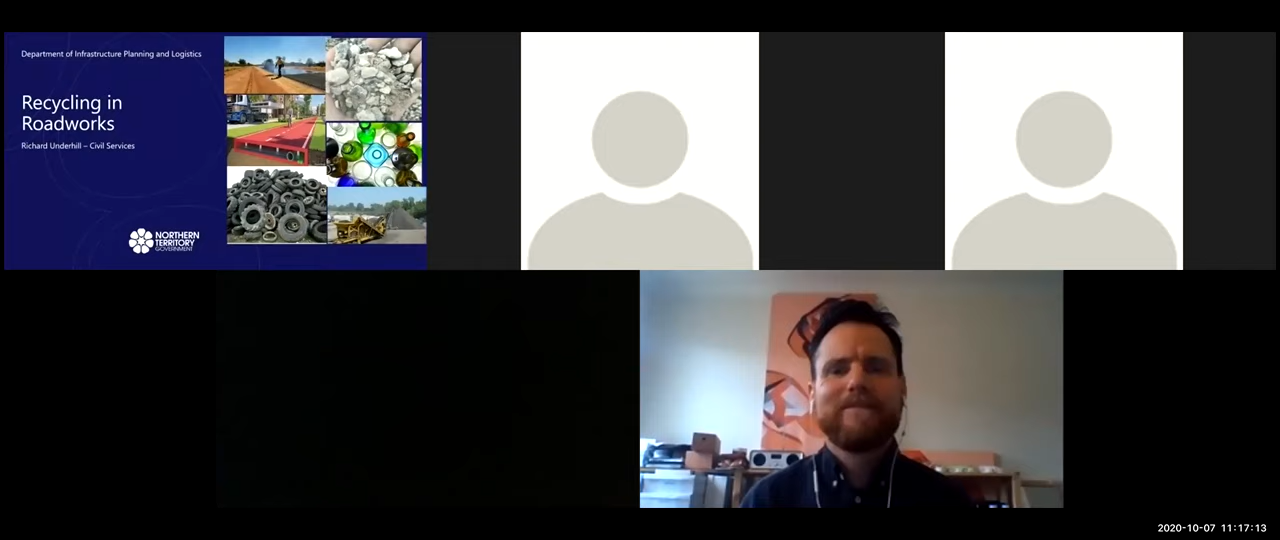 Department of Infrastructure Planning and Logistics
Recycling in
Roadworks
Richard Underhill – Civil Services
NORTHERN
TERRITORY
GOVERNMENT
2020-10-07 11:17:13